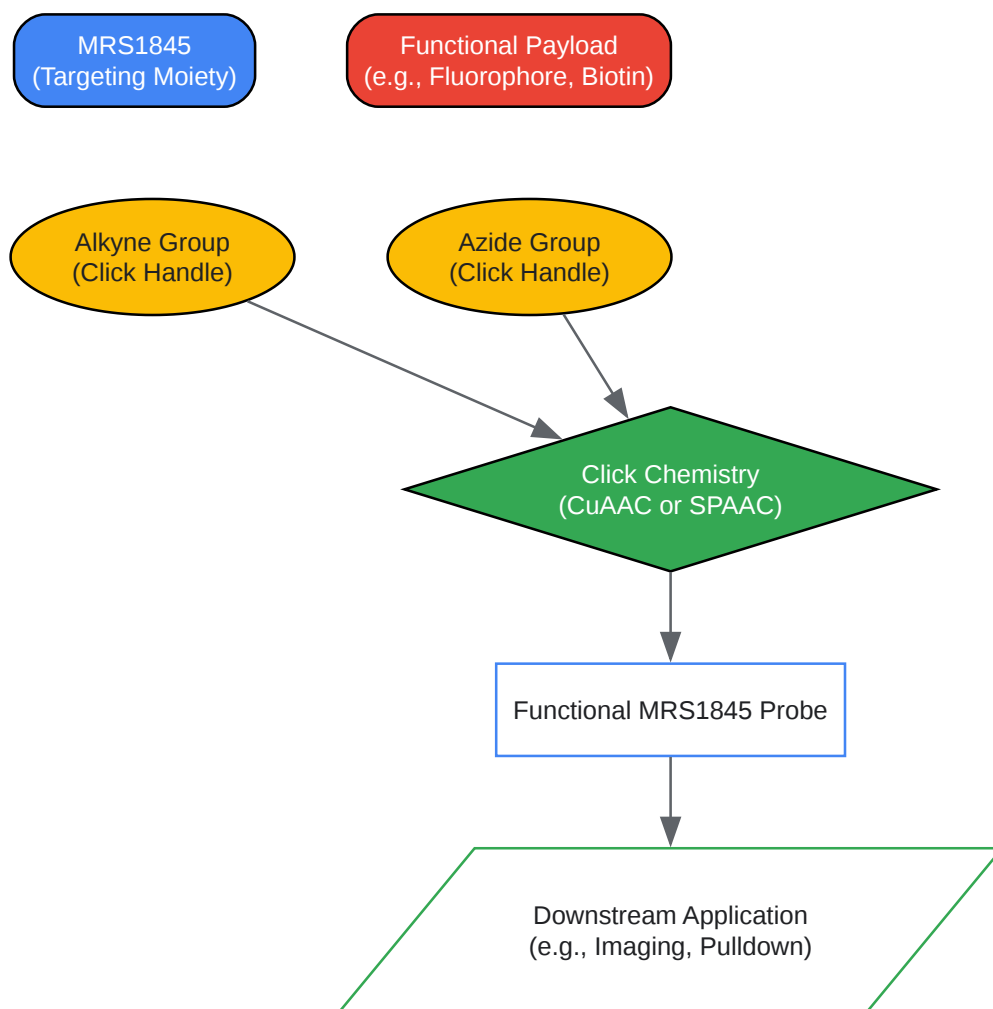 MRS1845
(Targeting Moiety)
Functional Payload
(e.g., Fluorophore, Biotin)
Alkyne Group
(Click Handle)
Azide Group
(Click Handle)
Click Chemistry
(CuAAC or SPAAC)
Functional MRS1845 Probe
Downstream Application
(e.g., Imaging, Pulldown)